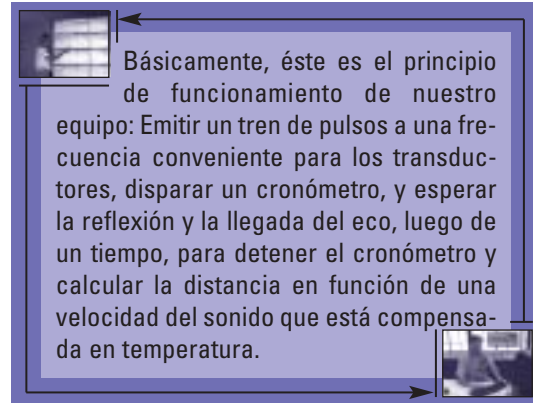 Básicamente, éste es el principio
de funcionamiento de nuestro
equipo: Emitir un tren de pulsos a una fre-
cuencia conveniente para los transduc-
tores, disparar un cronómetro, y esperar
la reflexión y la llegada del eco, luego de
un tiempo, para detener el cronómetro y
calcular la distancia en función de una
velocidad del sonido que está compensa-
da en temperatura.